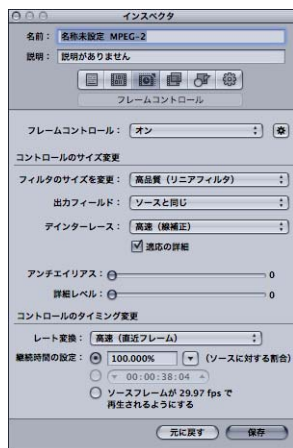 インスペクタ
名前： 名称未設定 MPEG-2
説明： 説明がありません
フレームコントロール
フレームコントロール： オン
コントロールのサイズ変更
フィルタのサイズを変更： 高品質（リニアフィルタ）
出力フィールド： ソースと同じ
デインターレース： 高速（線補正）
適応の詳細
アンチエイリアス： 0
詳細レベル： 0
コントロールのタイミング変更
レート変換： 高速（直近フレーム）
継続時間の設定： 100.000% （ソースに対する割合）
00:00:38:04
ソースフレームが 29.97 fps で
再生されるようにする
元に戻す 保存